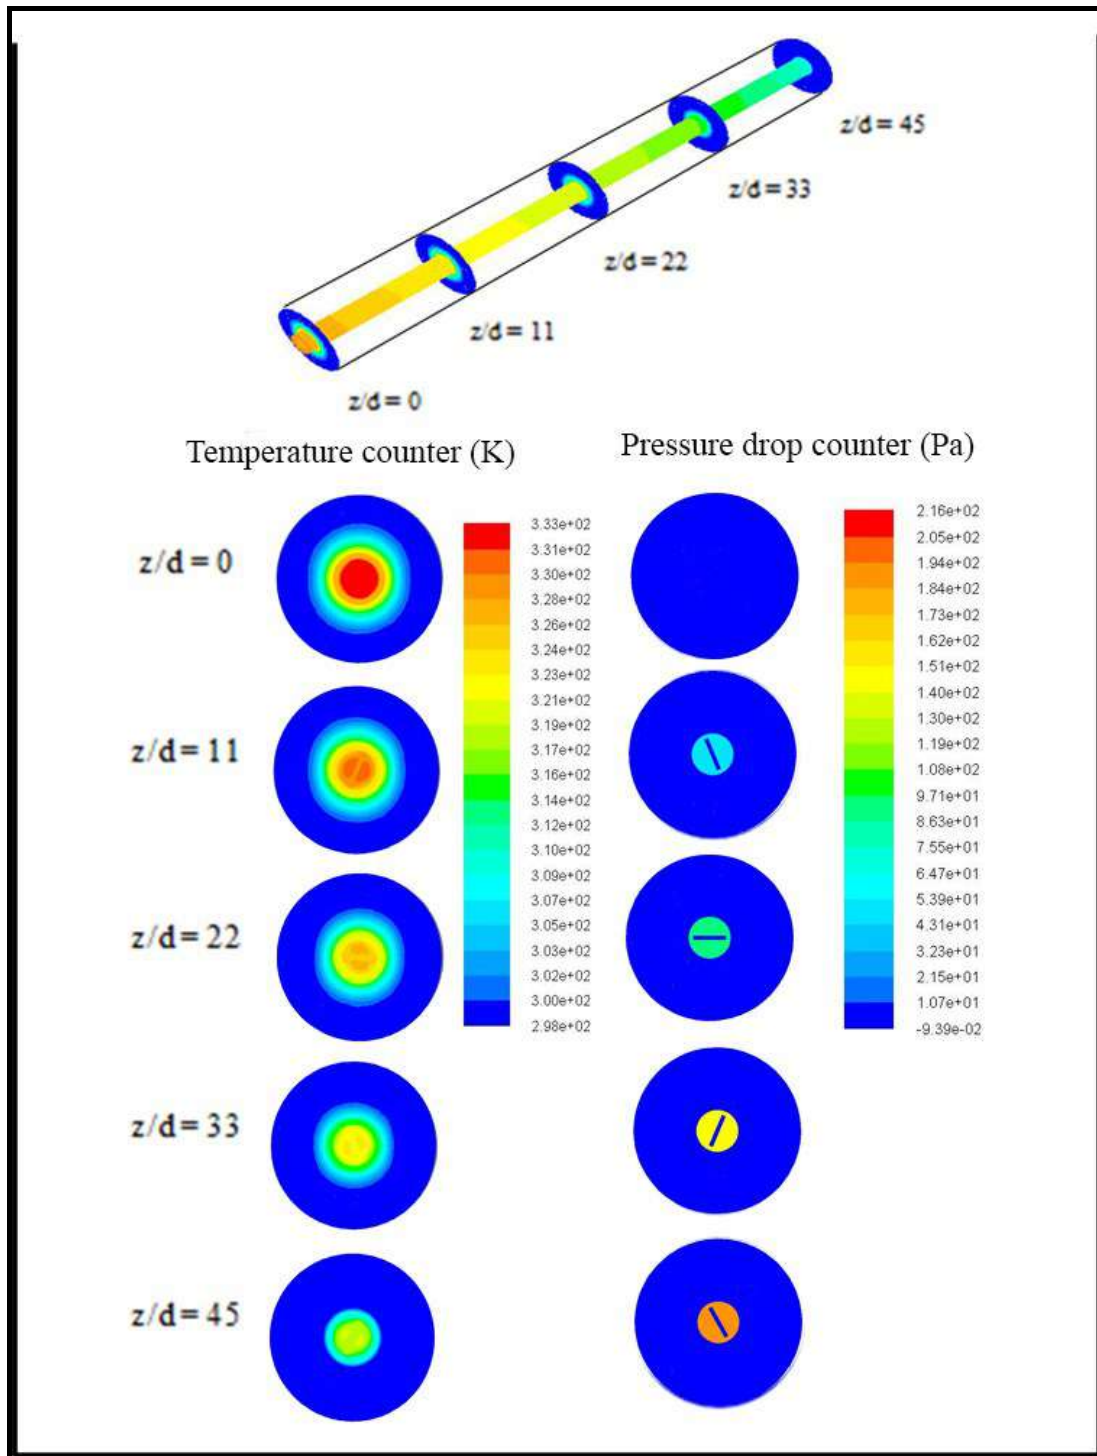 z/d = 45
z/d = 33
z/d = 22
z/d = 11
z/d = 0
Temperature counter (K)
Pressure drop counter (Pa)
z/d = 0
z/d = 11
z/d = 22
z/d = 33
z/d = 45
3.33e+02
3.31e+02
3.30e+02
3.28e+02
3.26e+02
3.24e+02
3.23e+02
3.21e+02
3.19e+02
3.17e+02
3.16e+02
3.14e+02
3.12e+02
3.10e+02
3.09e+02
3.07e+02
3.05e+02
3.03e+02
3.02e+02
3.00e+02
2.98e+02
2.16e+02
2.05e+02
1.94e+02
1.84e+02
1.73e+02
1.62e+02
1.51e+02
1.40e+02
1.30e+02
1.19e+02
1.08e+02
9.71e+01
8.63e+01
7.55e+01
6.47e+01
5.39e+01
4.31e+01
3.23e+01
2.15e+01
1.07e+01
-9.39e-02